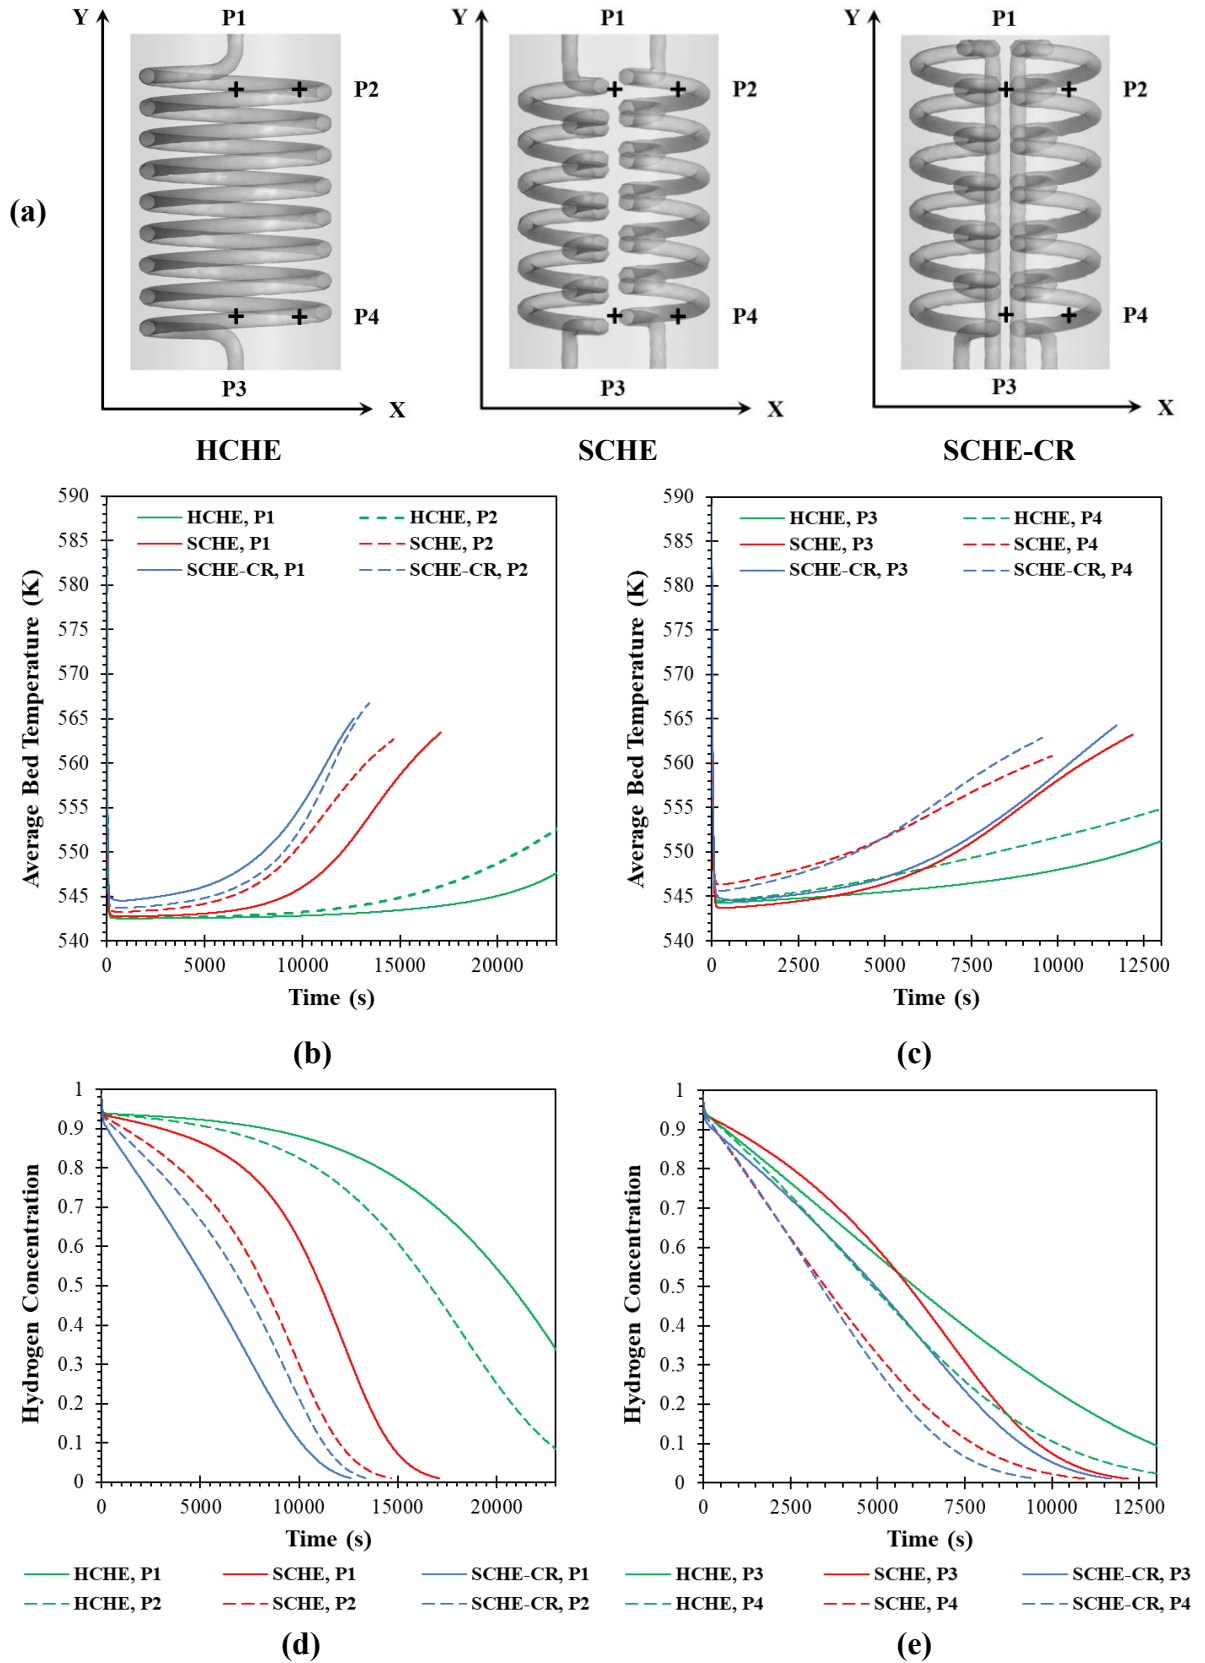 Y P1 Y P1 Y P1
P2 P2 P2
(a)
P4 P4 P4
P3 P3 P3
X X X
HCHE SCHE SCHE-CR
590
585
580
575
570
565
560
555
550
545
540
Average Bed Temperature (K)
HCHE, P1 HCHE, P2
SCHE, P1 SCHE, P2
SCHE-CR, P1 SCHE-CR, P2
0 5000 10000 15000 20000
Time (s)
(b)
590
585
580
575
570
565
560
555
550
545
540
Average Bed Temperature (K)
HCHE, P3 HCHE, P4
SCHE, P3 SCHE, P4
SCHE-CR, P3 SCHE-CR, P4
0 2500 5000 7500 10000 12500
Time (s)
(c)
1
0.9
0.8
0.7
0.6
0.5
0.4
0.3
0.2
0.1
0
Hydrogen Concentration
0 5000 10000 15000 20000
Time (s)
1
0.9
0.8
0.7
0.6
0.5
0.4
0.3
0.2
0.1
0
Hydrogen Concentration
0 2500 5000 7500 10000 12500
Time (s)
HCHE, P1 SCHE, P1 SCHE-CR, P1 HCHE, P3 SCHE, P3 SCHE-CR, P3
HCHE, P2 SCHE, P2 SCHE-CR, P2 HCHE, P4 SCHE, P4 SCHE-CR, P4
(d) (e)